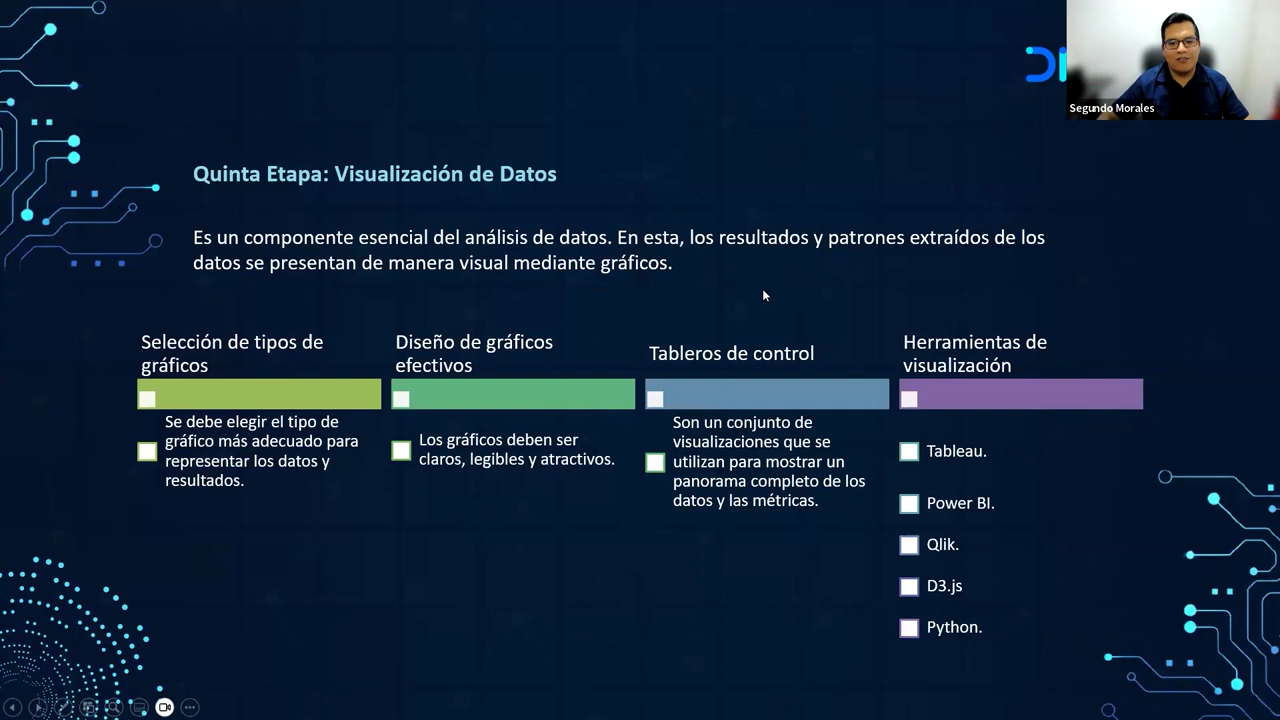 Segundo Morales
Quinta Etapa: Visualización de Datos
Es un componente esencial del análisis de datos. En esta, los resultados y patrones extraídos de los
datos se presentan de manera visual mediante gráficos.
Selección de tipos de
gráficos
Se debe elegir el tipo de
gráfico más adecuado para
representar los datos y
resultados.
Diseño de gráficos
efectivos
Los gráficos deben ser
claros, legibles y atractivos.
Tableros de control
Son un conjunto de
visualizaciones que se
utilizan para mostrar un
panorama completo de los
datos y las métricas.
Herramientas de
visualización
Tableau.
Power BI.
Qlik.
D3.js
Python.